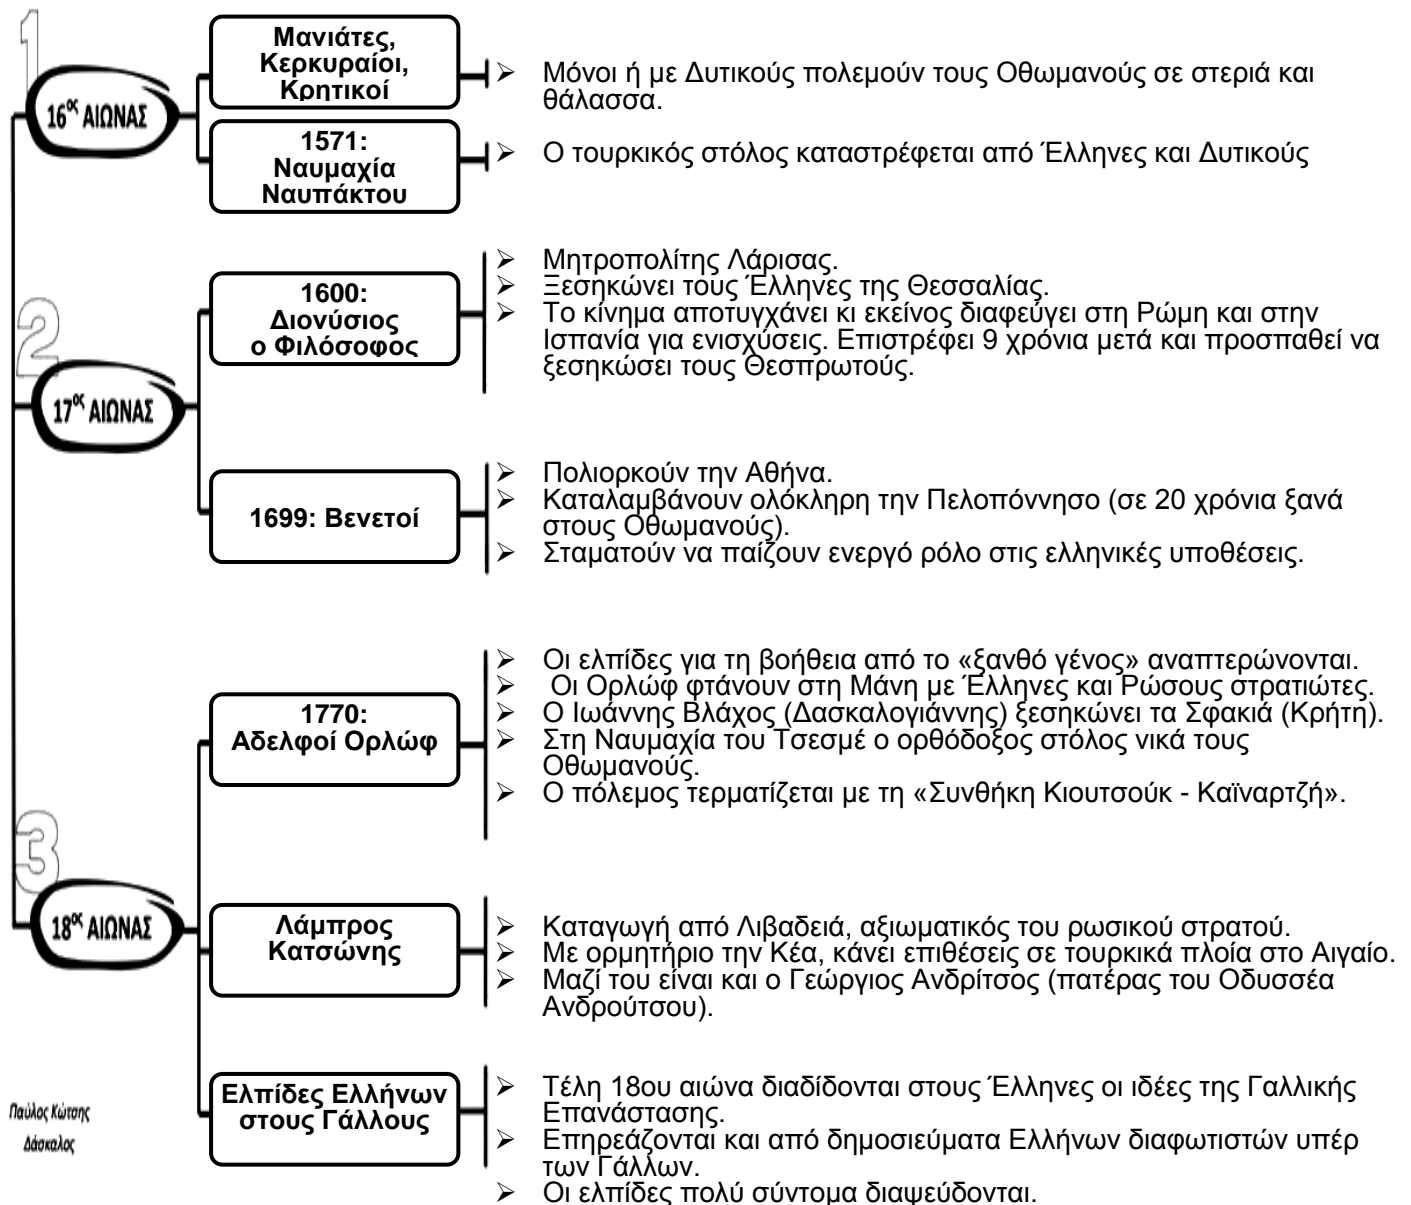 1
16ος ΑΙΩΝΑΣ
Μανιάτες,
Κερκυραίοι,
Κρητικοί
➢ Μόνοι ή με Δυτικούς πολεμούν τους Οθωμανούς σε στεριά και
θάλασσα.
1571:
Ναυμαχία
Ναυπάκτου
➢ Ο τουρκικός στόλος καταστρέφεται από Έλληνες και Δυτικούς
2
17ος ΑΙΩΝΑΣ
1600:
Διονύσιος
ο Φιλόσοφος
➢ Μητροπολίτης Λάρισας.
➢ Ξεσηκώνει τους Έλληνες της Θεσσαλίας.
➢ Το κίνημα αποτυγχάνει κι εκείνος διαφεύγει στη Ρώμη και στην
Ισπανία για ενισχύσεις. Επιστρέφει 9 χρόνια μετά και προσπαθεί να
ξεσηκώσει τους Θεσπρωτούς.
1699: Βενετοί
➢ Πολιορκούν την Αθήνα.
➢ Καταλαμβάνουν ολόκληρη την Πελοπόννησο (σε 20 χρόνια ξανά
στους Οθωμανούς).
➢ Σταματούν να παίζουν ενεργό ρόλο στις ελληνικές υποθέσεις.
3
18ος ΑΙΩΝΑΣ
1770:
Αδελφοί Ορλώφ
➢ Οι ελπίδες για τη βοήθεια από το «ξανθό γένος» αναπτερώνονται.
➢ Οι Ορλώφ φτάνουν στη Μάνη με Έλληνες και Ρώσους στρατιώτες.
➢ Ο Ιωάννης Βλάχος (Δασκαλογιάννης) ξεσηκώνει τα Σφακιά (Κρήτη).
➢ Στη Ναυμαχία του Τσεσμέ ο ορθόδοξος στόλος νικά τους
Οθωμανούς.
➢ Ο πόλεμος τερματίζεται με τη «Συνθήκη Κιουτσούκ - Καϊναρτζή».
Λάμπρος
Κατσώνης
➢ Καταγωγή από Λιβαδειά, αξιωματικός του ρωσικού στρατού.
➢ Με ορμητήριο την Κέα, κάνει επιθέσεις σε τουρκικά πλοία στο Αιγαίο.
➢ Μαζί του είναι και ο Γεώργιος Ανδρίτσος (πατέρας του Οδυσσέα
Ανδρούτσου).
Ελπίδες Ελλήνων
στους Γάλλους
➢ Τέλη 18ου αιώνα διαδίδονται στους Έλληνες οι ιδέες της Γαλλικής
Επανάστασης.
➢ Επηρεάζονται και από δημοσιεύματα Ελλήνων διαφωτιστών υπέρ
των Γάλλων.
➢ Οι ελπίδες πολύ σύντομα διαψεύδονται.
Παύλος Κώτσης
Δάσκαλος